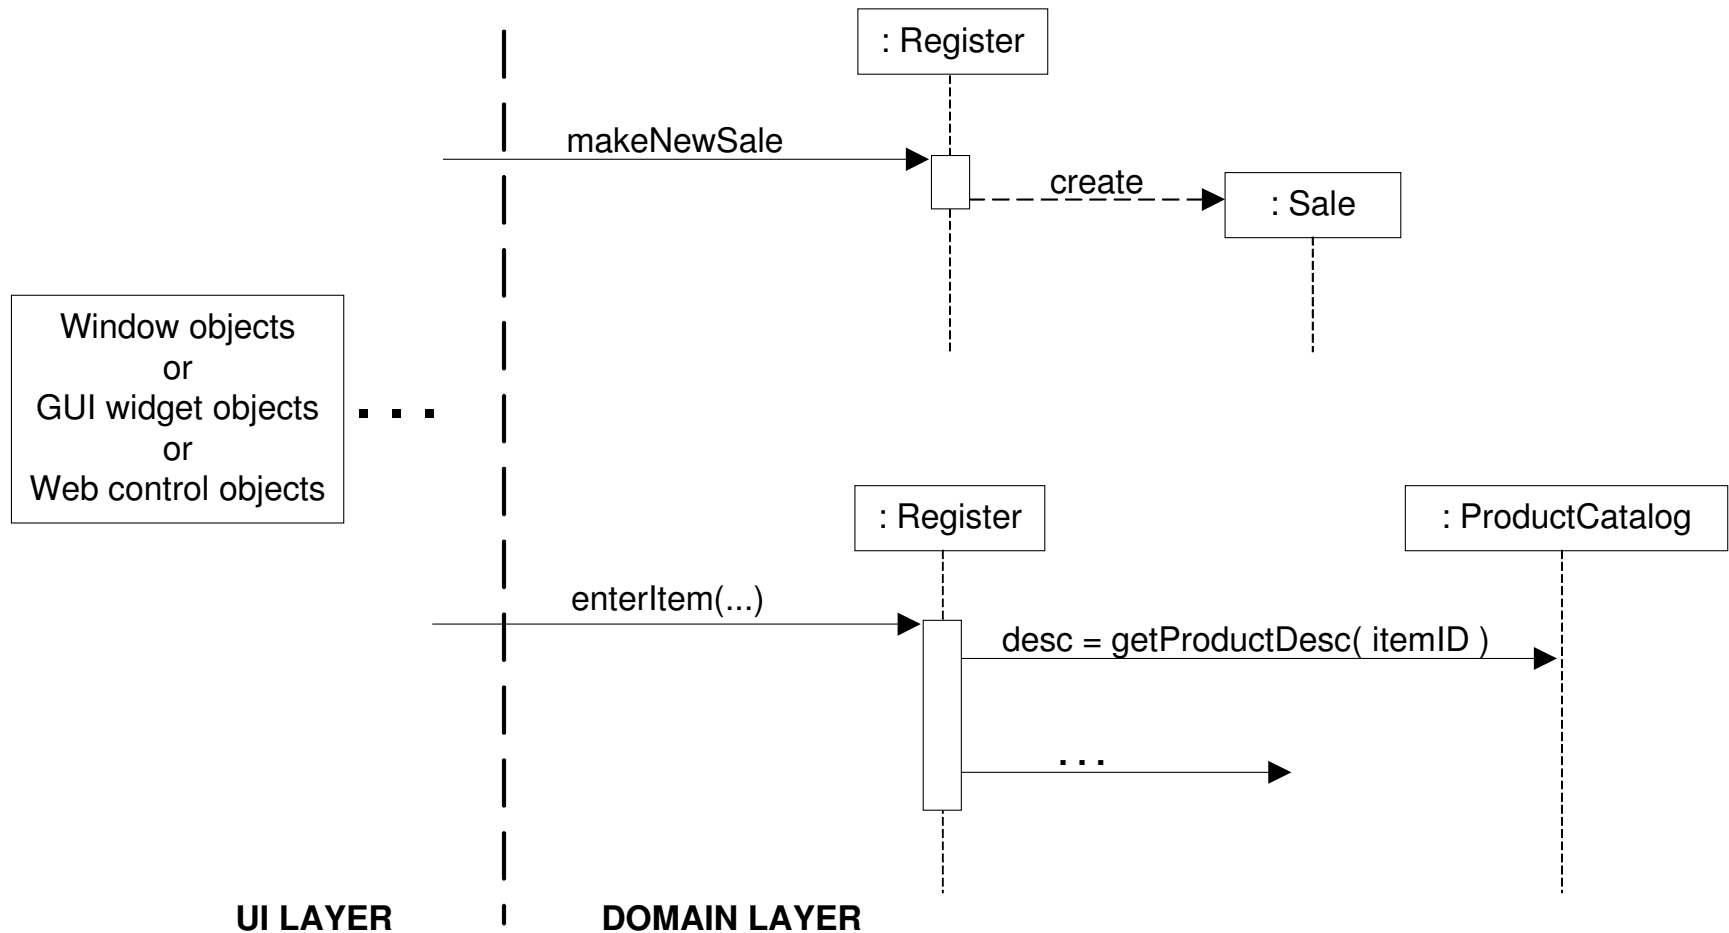 : Register
makeNewSale
create
: Sale
Window objects
or
GUI widget objects
or
Web control objects
. . .
: Register
: ProductCatalog
enterItem(...)
desc = getProductDesc( itemID )
. . .
UI LAYER
DOMAIN LAYER